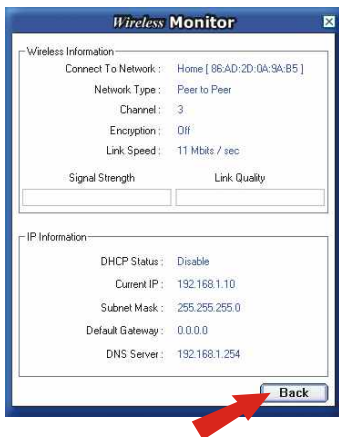 Wireless Monitor
Wireless Information
Connect To Network : Home [ 86:AD:2D:0A:9A:B5 ]
Network Type : Peer to Peer
Channel : 3
Encryption : Off
Link Speed : 11 Mbits / sec
Signal Strength Link Quality
IP Information
DHCP Status : Disable
Current IP : 192.168.1.10
Subnet Mask : 255.255.255.0
Default Gateway : 0.0.0.0
DNS Server : 192.168.1.254
Back